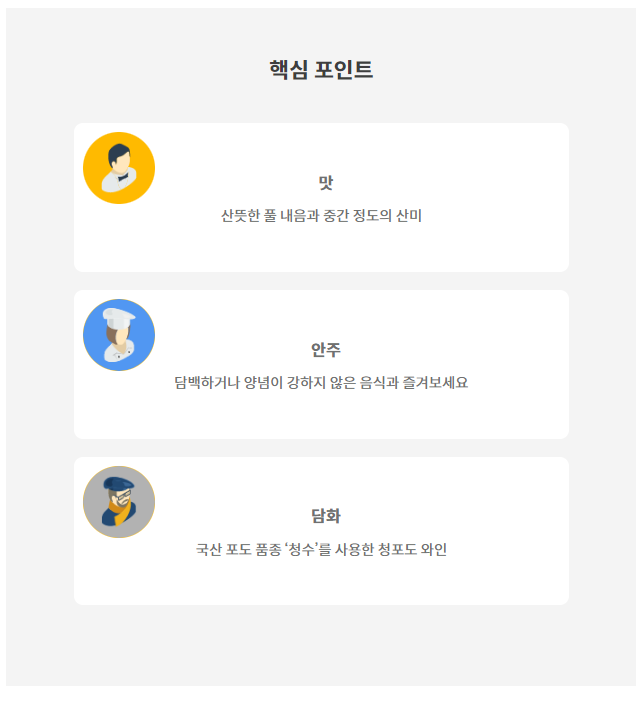 핵심 포인트
맛
산뜻한 풀 내음과 중간 정도의 산미
안주
담백하거나 양념이 강하지 않은 음식과 즐겨보세요
담화
국산 포도 품종 ‘청수’를 사용한 청포도 와인